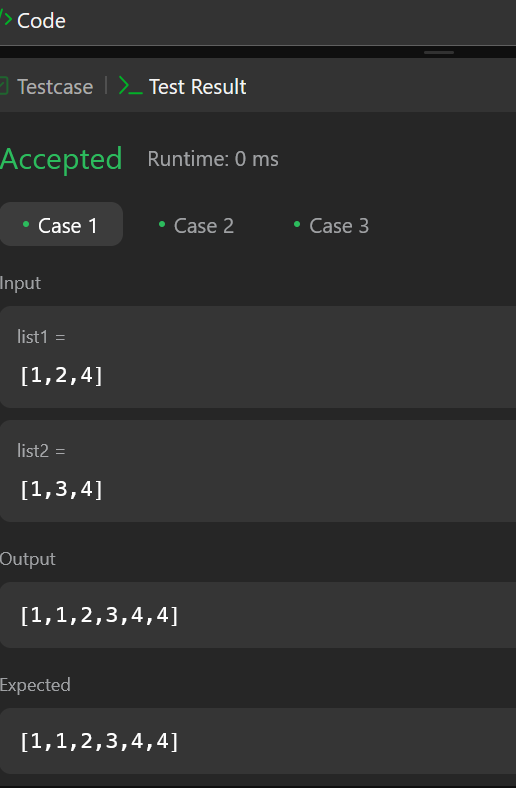 Code
Testcase | Test Result
Accepted Runtime: 0 ms
• Case 1 • Case 2 • Case 3
Input
list1 =
[1,2,4]
list2 =
[1,3,4]
Output
[1,1,2,3,4,4]
Expected
[1,1,2,3,4,4]